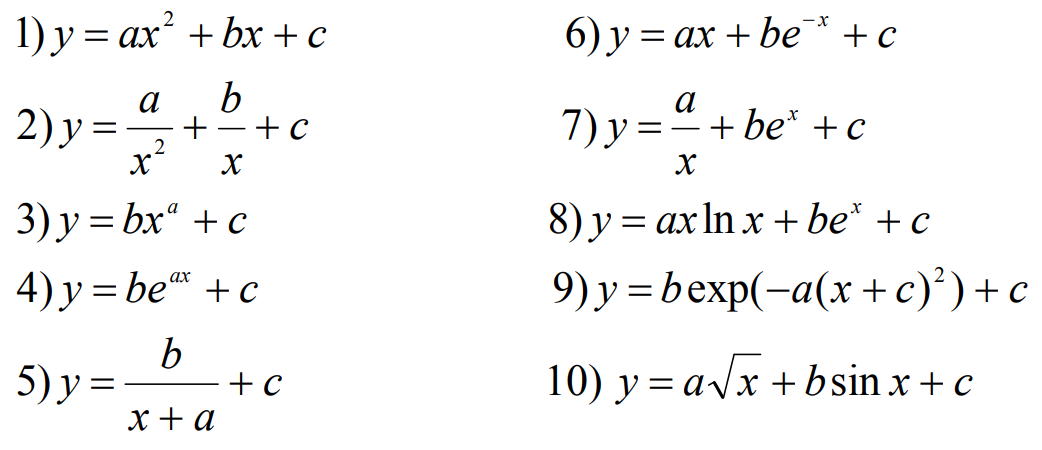 1) y = ax² + bx + c
2) y = a/x² + b/x + c
3) y = bxᵃ + c
4) y = beᵃˣ + c
5) y = b/(x + a) + c
6) y = ax + be⁻ˣ + c
7) y = a/x + beˣ + c
8) y = ax ln x + beˣ + c
9) y = b exp(−a(x + c)²) + c
10) y = a√x + b sin x + c